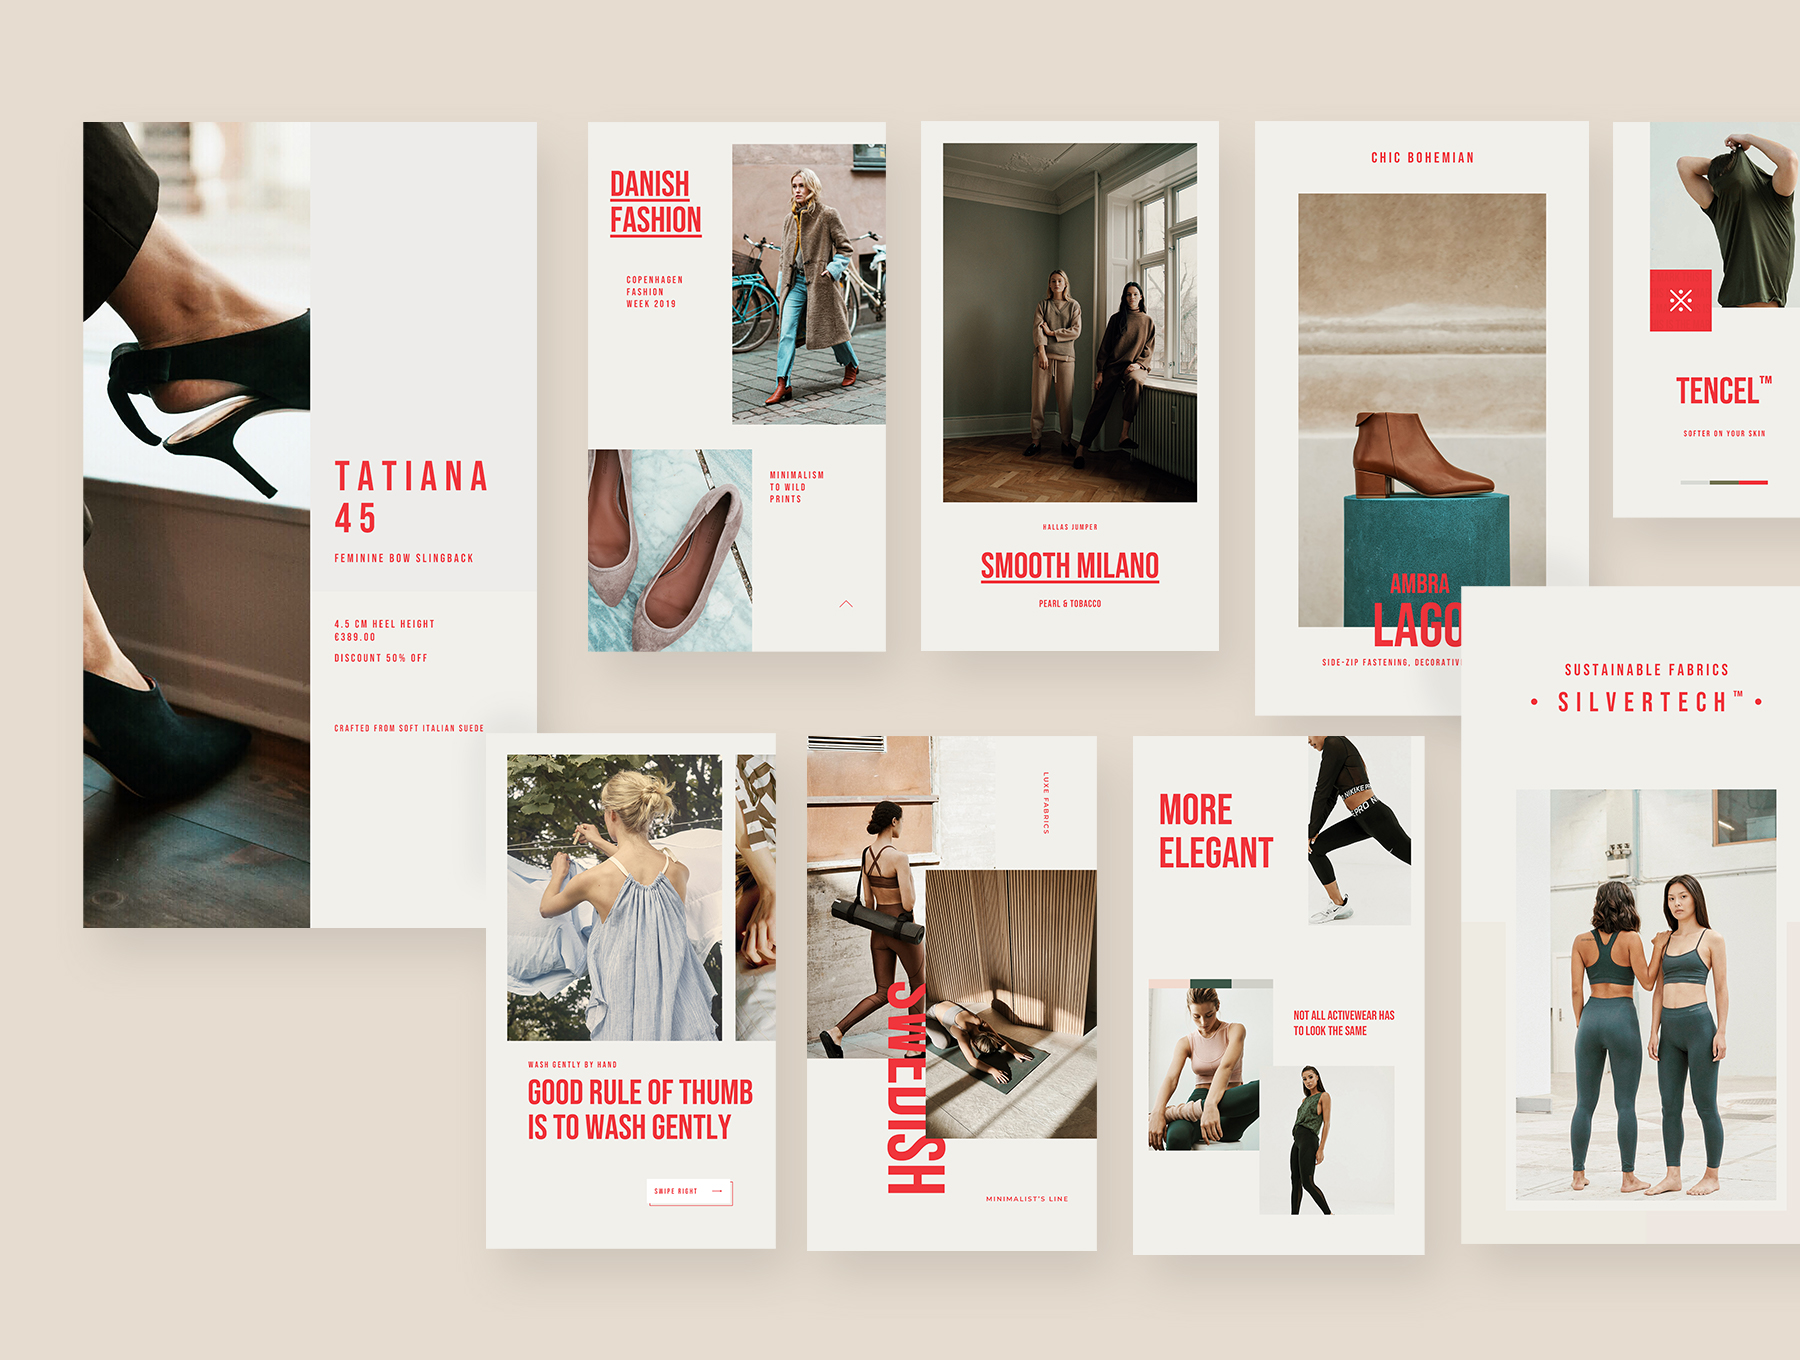 TATIANA
45
FEMININE BOW SLINGBACK
4.5 CM HEEL HEIGHT
€389.00
DISCOUNT 50% OFF
CRAFTED FROM SOFT ITALIAN SUEDE
DANISH
FASHION
COPENHAGEN
FASHION
WEEK 2019
MINIMALISM
TO WILD
PRINTS
HALLAS JUMPER
SMOOTH MILANO
PEARL & TOBACCO
CHIC BOHEMIAN
AMBRA
LAGO
SIDE-ZIP FASTENING, DECORATIV
TENCEL™
SOFTER ON YOUR SKIN
WASH GENTLY BY HAND
GOOD RULE OF THUMB
IS TO WASH GENTLY
SWIPE RIGHT →
LUXE FABRICS
SWEDISH
MINIMALIST'S LINE
MORE
ELEGANT
NOT ALL ACTIVEWEAR HAS
TO LOOK THE SAME
SUSTAINABLE FABRICS
• SILVERTECH™ •